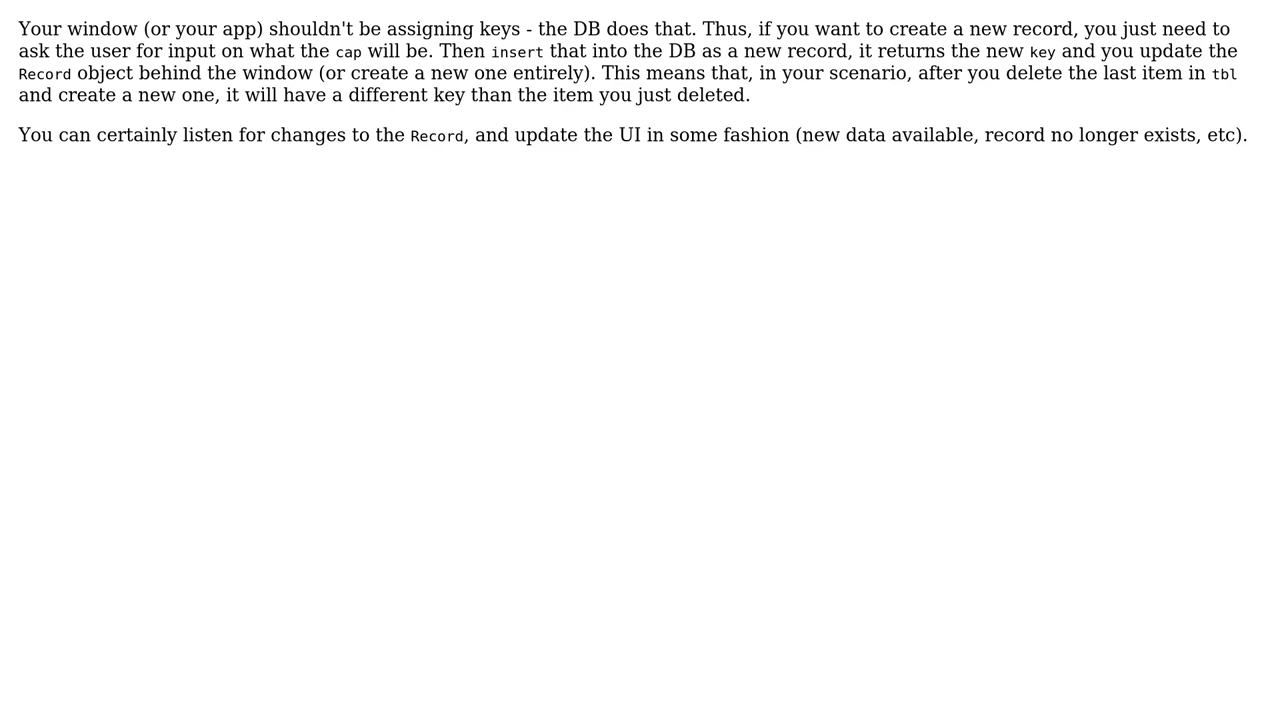 Your window (or your app) shouldn't be assigning keys - the DB does that. Thus, if you want to create a new record, you just need to
ask the user for input on what the cap will be. Then insert that into the DB as a new record, it returns the new key and you update the
Record object behind the window (or create a new one entirely). This means that, in your scenario, after you delete the last item in tbl
and create a new one, it will have a different key than the item you just deleted.
You can certainly listen for changes to the Record, and update the UI in some fashion (new data available, record no longer exists, etc).